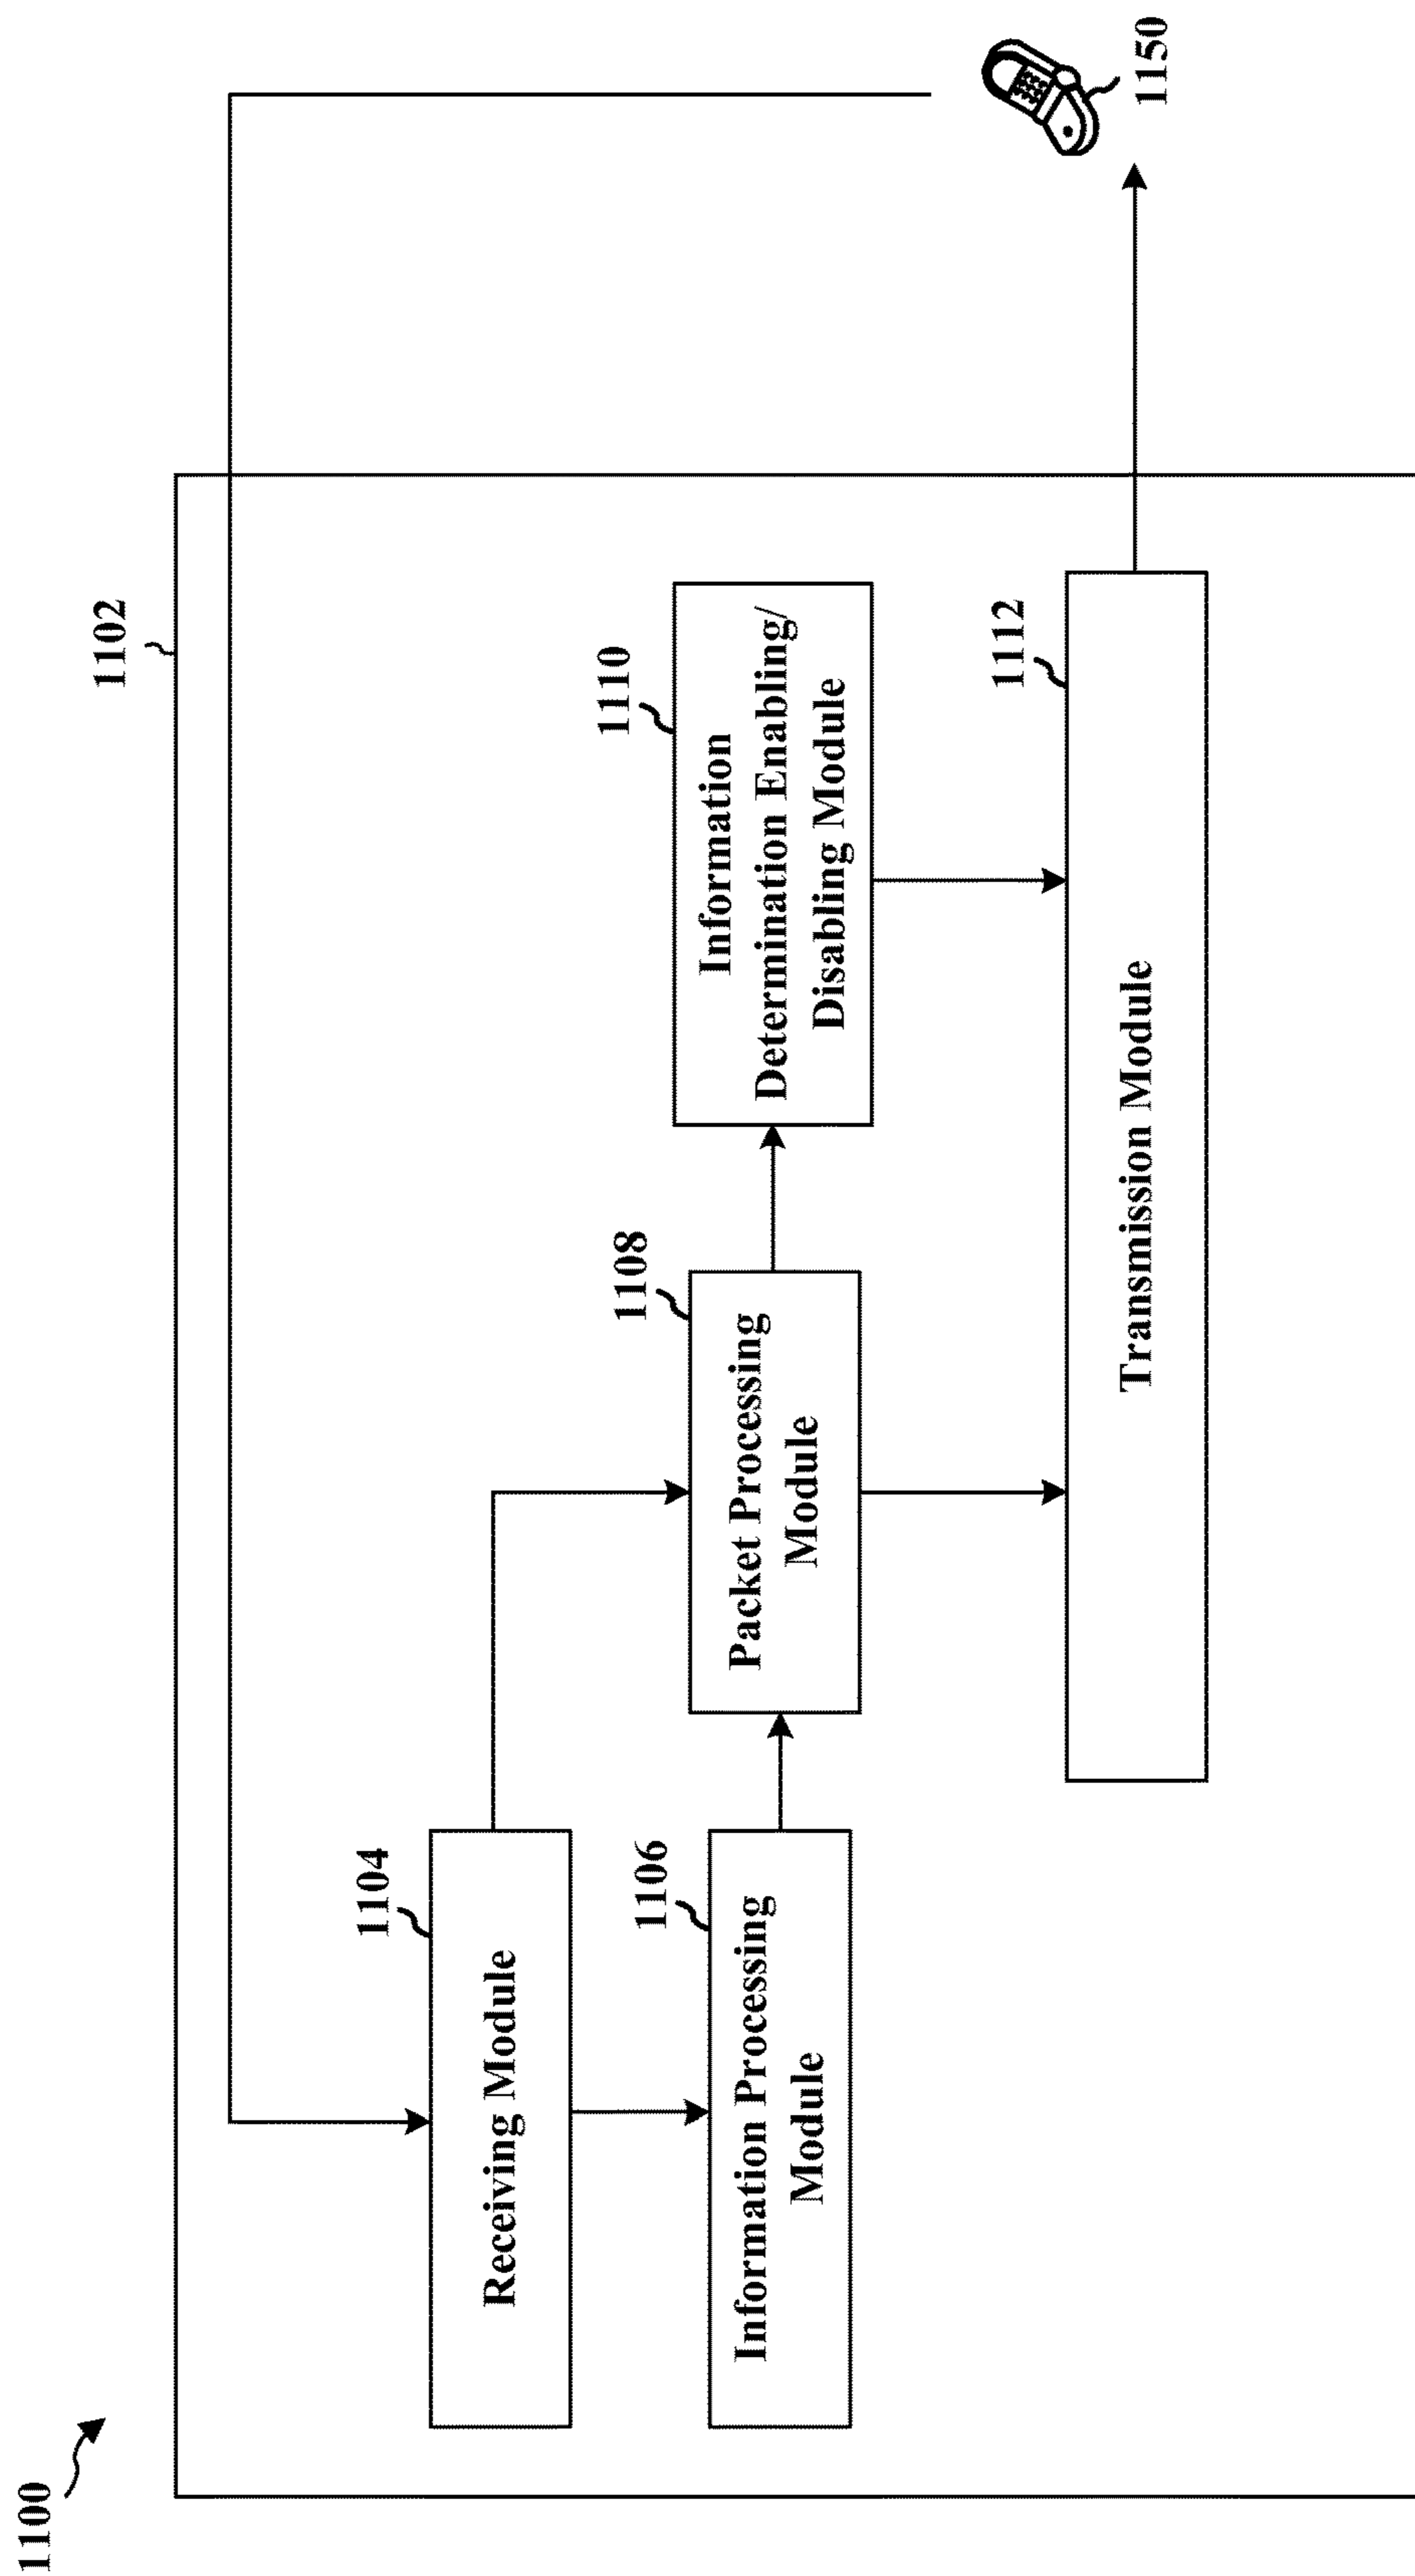 1100
1102
1104
Receiving Module
1106
Information Processing
Module
1108
Packet Processing
Module
1110
Information
Determination Enabling/
Disabling Module
1112
Transmission Module
1150